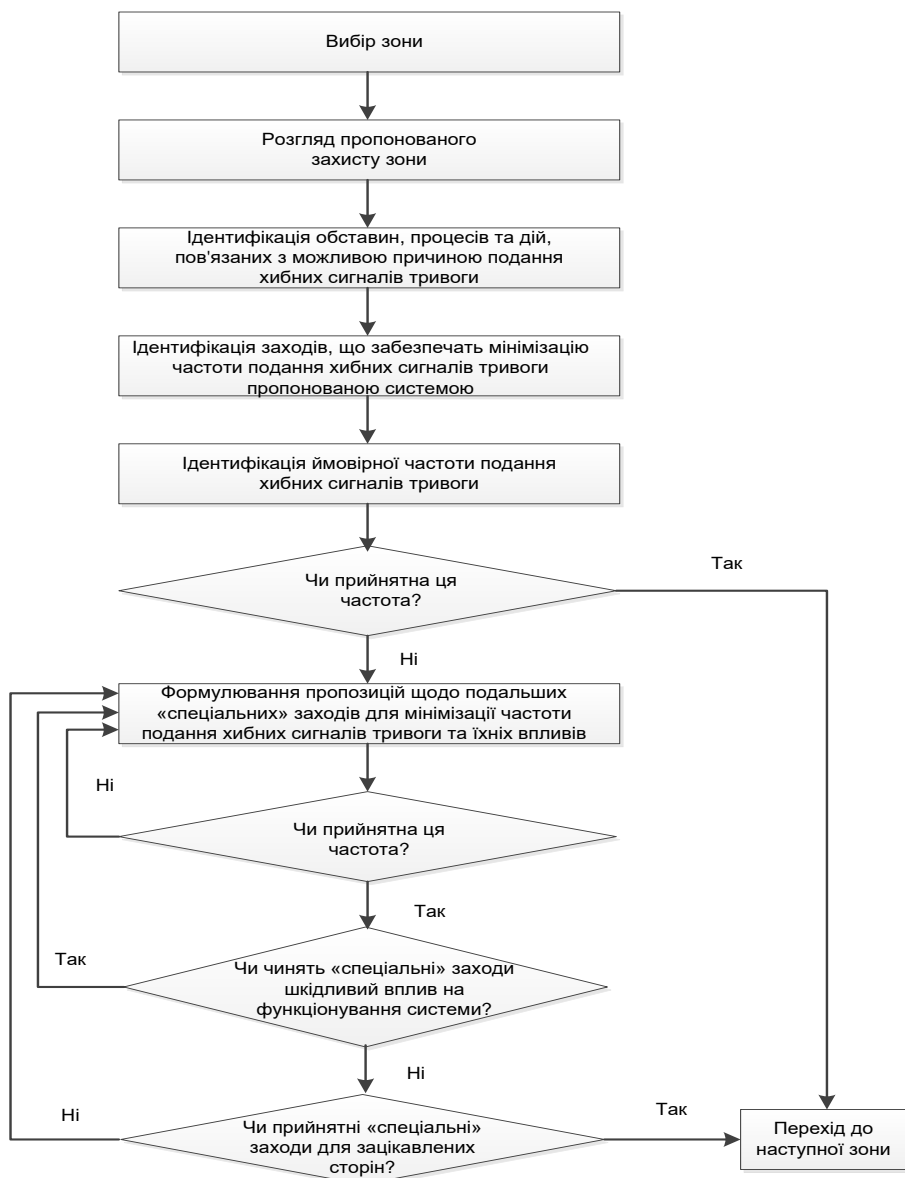 Вибір зони
Розгляд пропонованого
захисту зони
Ідентифікація обставин, процесів та дій,
пов'язаних з можливою причиною подання
хибних сигналів тривоги
Ідентифікація заходів, що забезпечать мінімізацію
частоти подання хибних сигналів тривоги
пропонованою системою
Ідентифікація ймовірної частоти подання
хибних сигналів тривоги
Так
Чи прийнятна ця
частота?
Ні
Формулювання пропозицій щодо подальших
«спеціальних» заходів для мінімізації частоти
подання хибних сигналів тривоги та їхніх впливів
Ні
Чи прийнятна ця
частота?
Так
Так
Чи чинять «спеціальні» заходи
шкідливий вплив на
функціонування системи?
Ні
Ні
Так
Чи прийнятні «спеціальні»
заходи для зацікавлених
сторін?
Перехід до
наступної зони